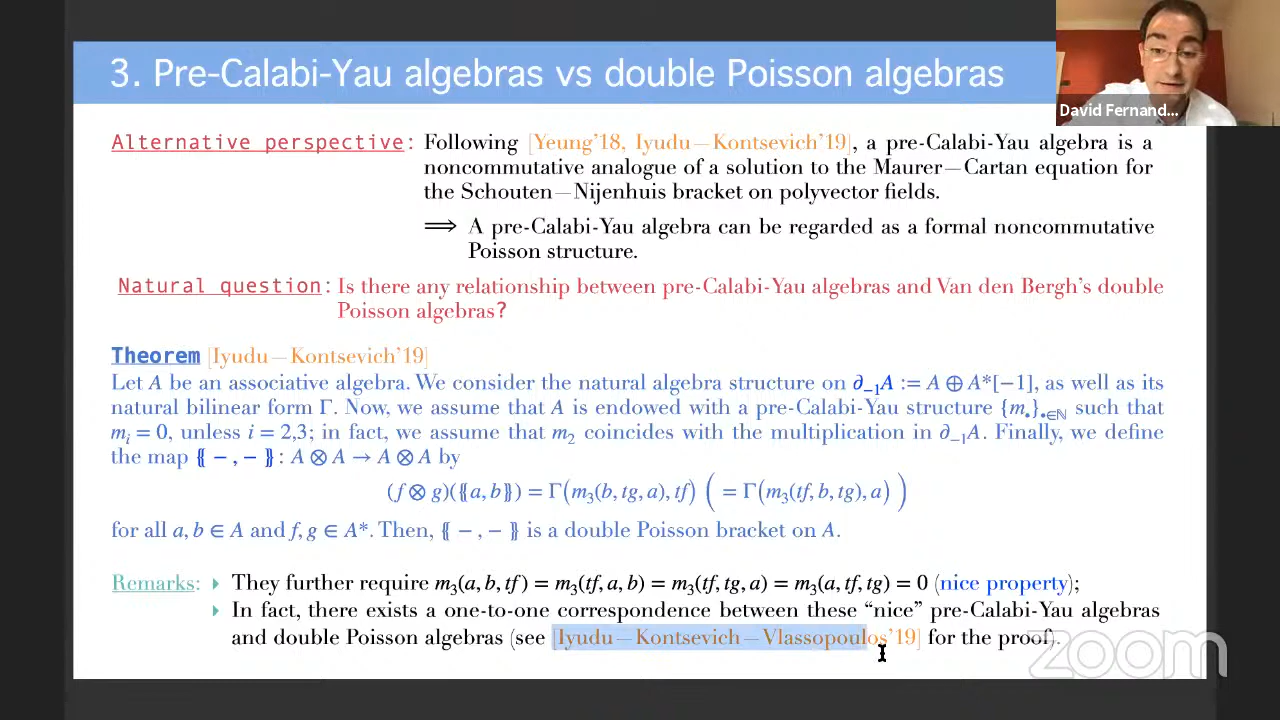 3. Pre-Calabi-Yau algebras vs double Poisson algebras
David Fernand...
Alternative perspective: Following [Yeung'18, Iyudu—Kontsevich'19], a pre-Calabi-Yau algebra is a
noncommutative analogue of a solution to the Maurer—Cartan equation for
the Schouten—Nijenhuis bracket on polyvector fields.
⟹ A pre-Calabi-Yau algebra can be regarded as a formal noncommutative
Poisson structure.
Natural question: Is there any relationship between pre-Calabi-Yau algebras and Van den Bergh's double
Poisson algebras?
Theorem [Iyudu—Kontsevich'19]
Let A be an associative algebra. We consider the natural algebra structure on ∂₋₁A := A ⊕ A*[−1], as well as its
natural bilinear form Γ. Now, we assume that A is endowed with a pre-Calabi-Yau structure {m_•}_{•∈ℕ} such that
m_i = 0, unless i = 2,3; in fact, we assume that m₂ coincides with the multiplication in ∂₋₁A. Finally, we define
the map ⦃ − , − ⦄ : A ⊗ A → A ⊗ A by
(f ⊗ g)(⦃a, b⦄) = Γ(m₃(b, tg, a), tf) ( = Γ(m₃(tf, b, tg), a) )
for all a, b ∈ A and f, g ∈ A*. Then, ⦃ − , − ⦄ is a double Poisson bracket on A.
Remarks: ▸ They further require m₃(a, b, tf) = m₃(tf, a, b) = m₃(tf, tg, a) = m₃(a, tf, tg) = 0 (nice property);
▸ In fact, there exists a one-to-one correspondence between these “nice” pre-Calabi-Yau algebras
and double Poisson algebras (see [Iyudu—Kontsevich—Vlassopoulos'19] for the proof).
zoom